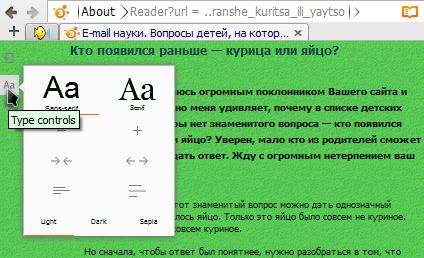 About
Reader?url = ..ranshe_kuritsa_ili_yaytso
E-mail науки. Вопросы детей, на котор...
Кто появился раньше — курица или яйцо?
Aa
Aa Aa
Sans-serif Serif
Type controls
Light Dark Sepia
юсь огромным поклонником Вашего сайта и
но меня удивляет, почему в списке детских
ры нет знаменитого вопроса — кто появился
и яйцо? Уверен, мало кто из родителей сможет
дать ответ. Жду с огромным нетерпением ваш
тот знаменитый вопрос можно дать однозначный
лось яйцо. Только это яйцо было совсем не куриное.
совсем куриное.
Но сначала, чтобы ответ был понятнее, нужно разобраться в том, что